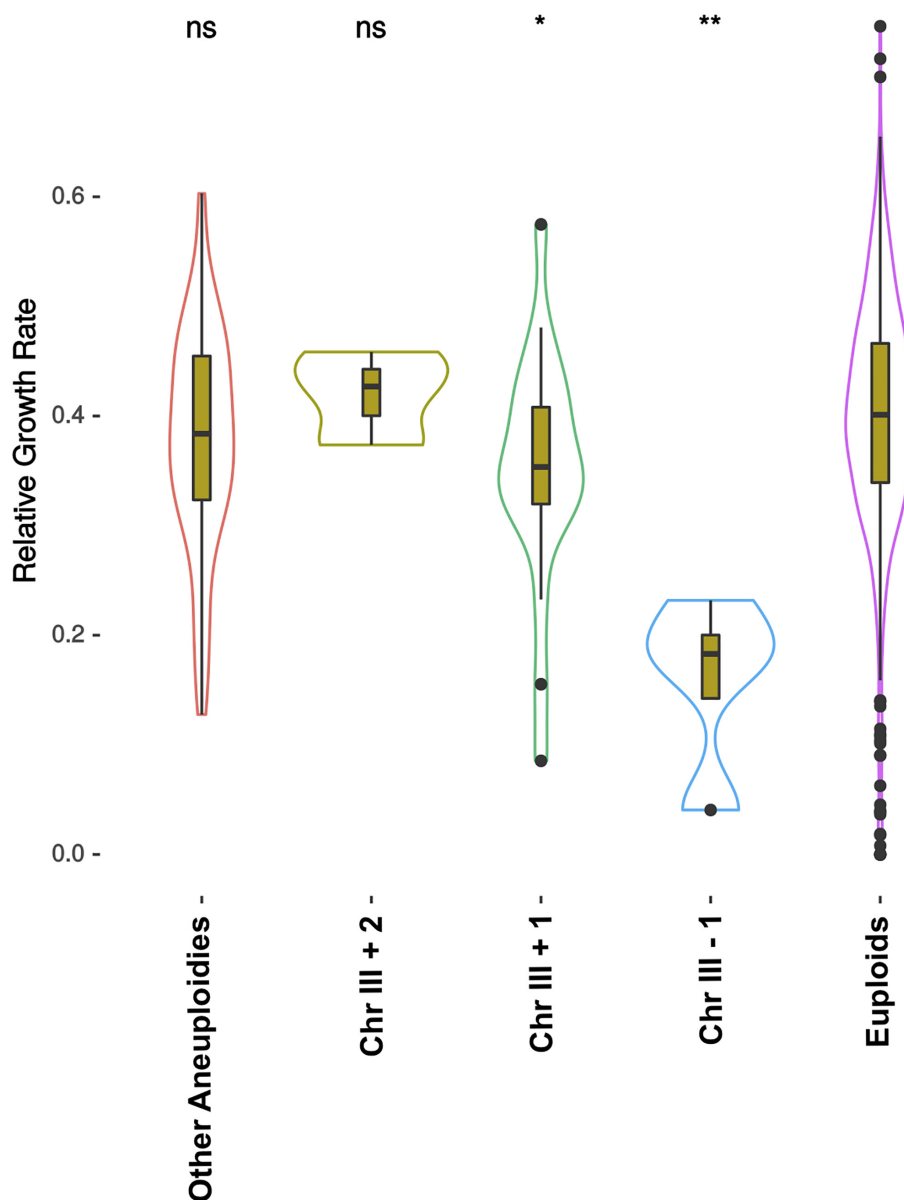 ns ns * **
Relative Growth Rate
0.6
0.4
0.2
0.0
Other Aneuploidies
Chr III + 2
Chr III + 1
Chr III - 1
Euploids